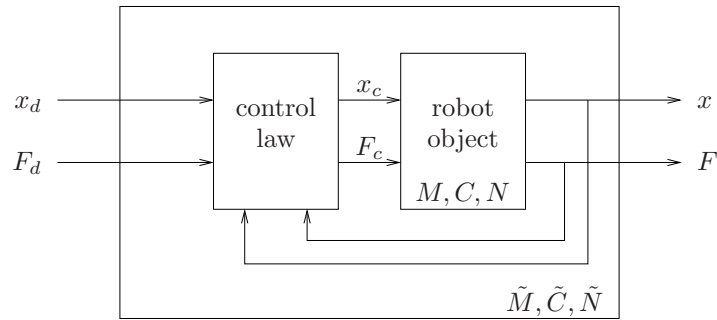 x_d
F_d
control
law
x_c
F_c
robot
object
M, C, N
x
F
M̃, C̃, Ñ